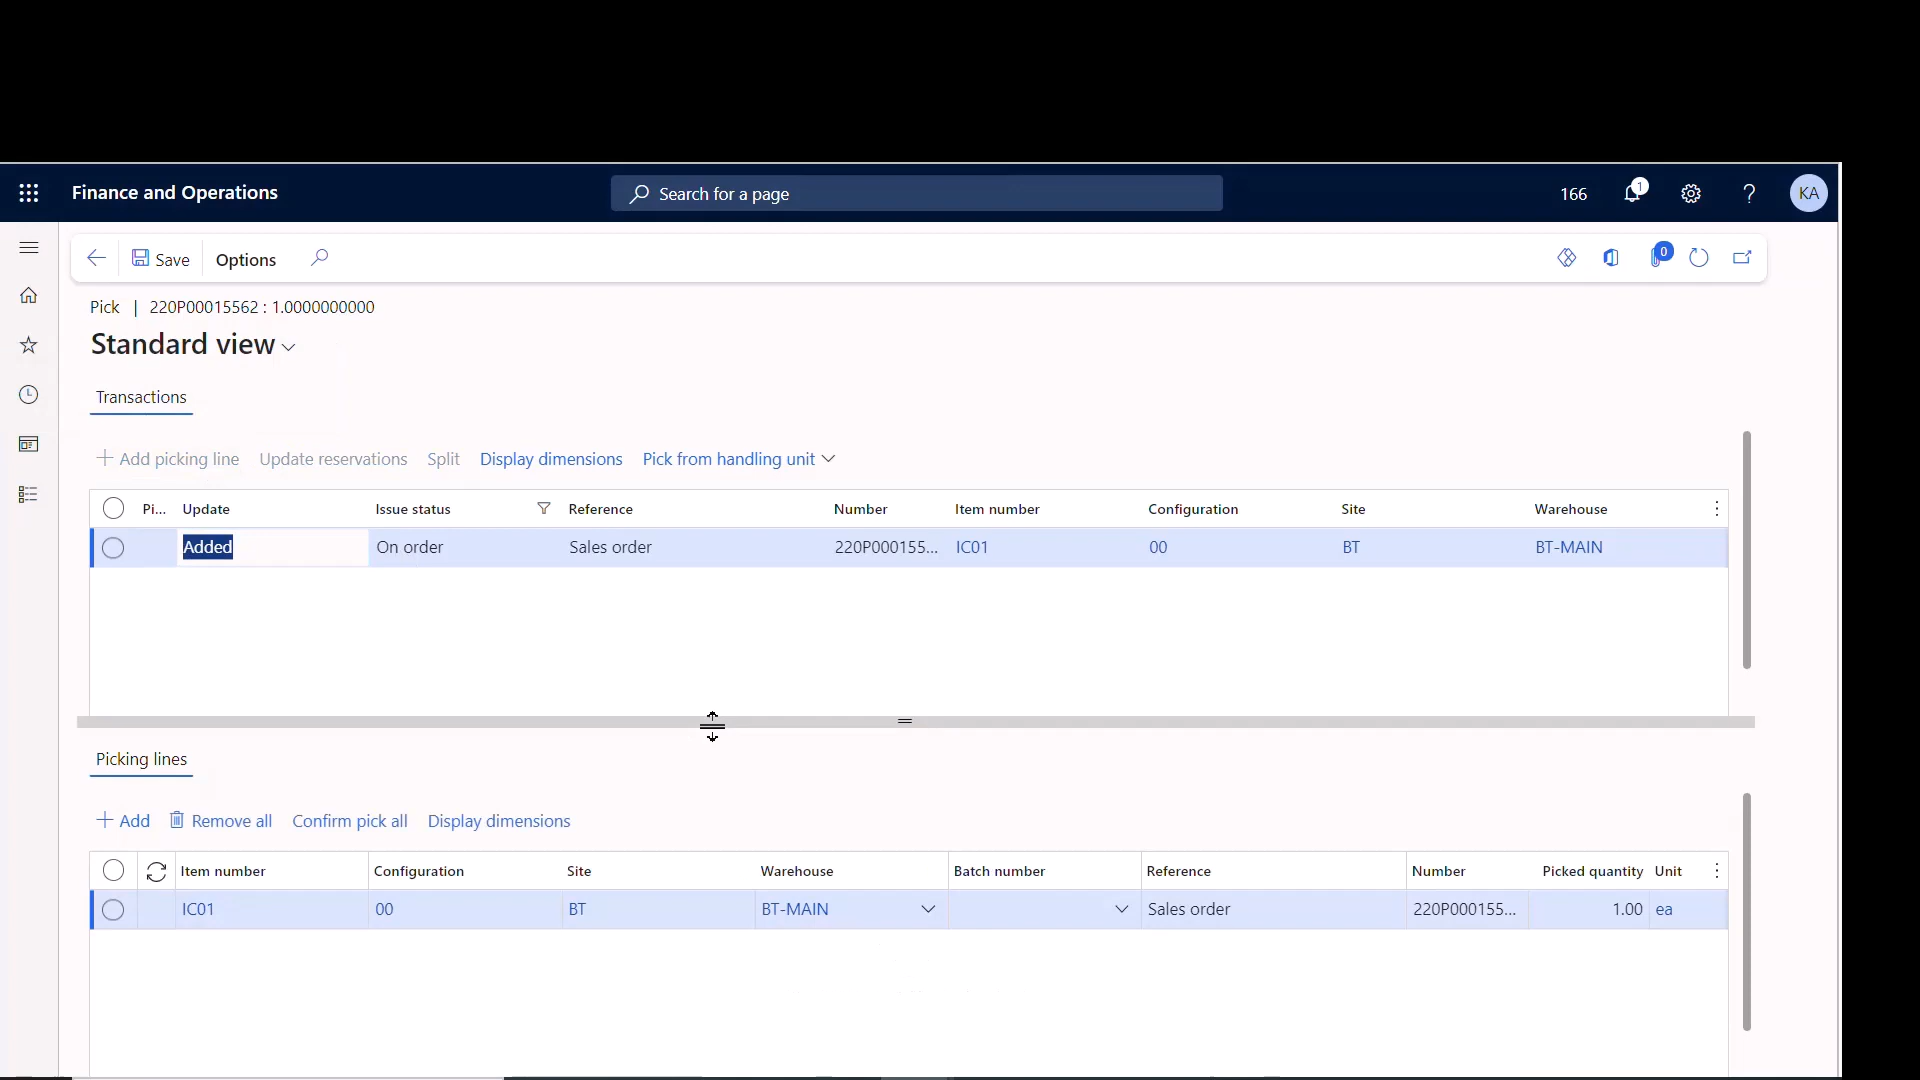 Finance and Operations
Search for a page
166
1
KA
Save
Options
0
Pick | 220P00015562 : 1.0000000000
Standard view
Transactions
Add picking line Update reservations Split Display dimensions Pick from handling unit
Pi... Update Issue status Reference Number Item number Configuration Site Warehouse
Added On order Sales order 220P000155... IC01 00 BT BT-MAIN
Picking lines
Add Remove all Confirm pick all Display dimensions
Item number Configuration Site Warehouse Batch number Reference Number Picked quantity Unit
IC01 00 BT BT-MAIN Sales order 220P000155... 1.00 ea